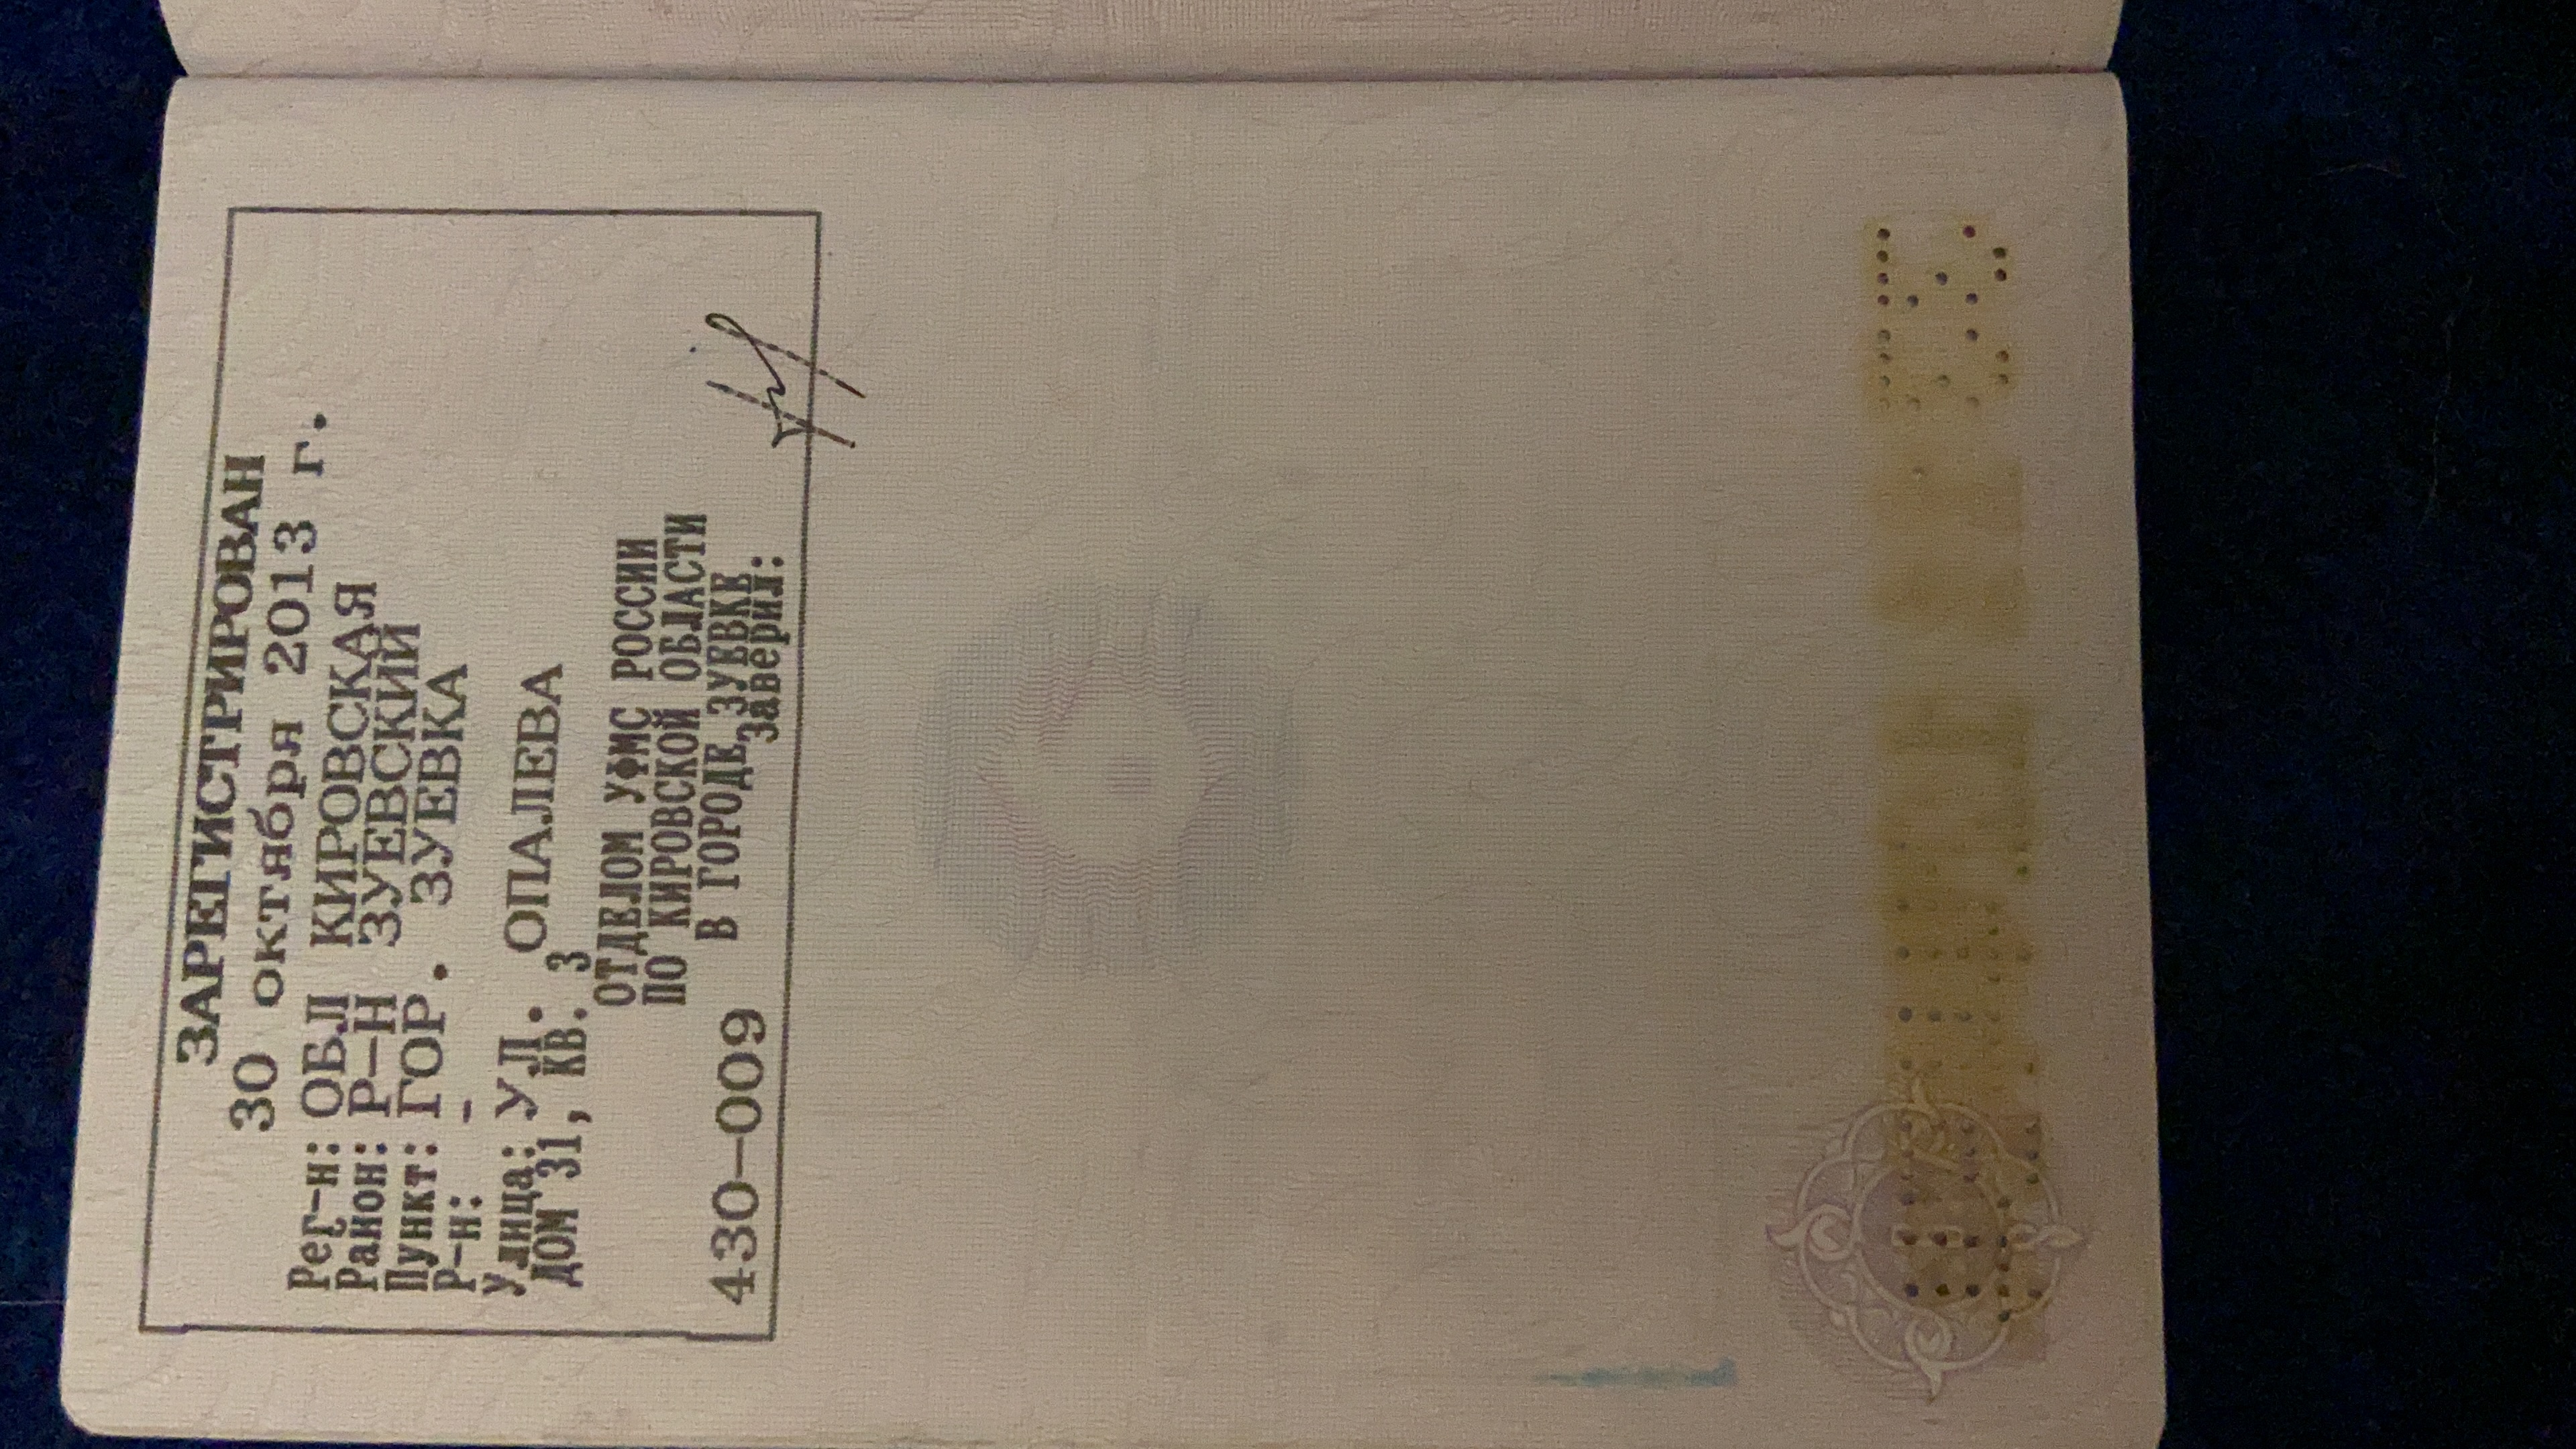 ЗАРЕГИСТРИРОВАН
30 октября 2013 г.
Рег-н: ОБЛ КИРОВСКАЯ
Район: Р-Н ЗУЕВСКИЙ
Пункт: ГОР. ЗУЕВКА
Р-н: -
Улица: УЛ. ОПАЛЕВА
ДОМ 31, КВ. 3
ОТДЕЛОМ УФМС РОССИИ
ПО КИРОВСКОЙ ОБЛАСТИ
В ГОРОДЕ ЗУЕВКЕ
430-009
Заверил: